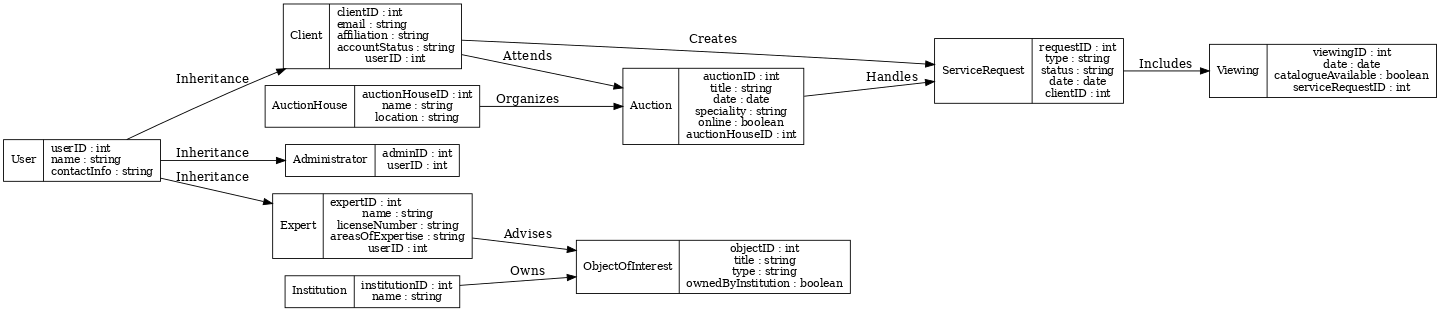 Client
clientID : int
email : string
affiliation : string
accountStatus : string
userID : int
Creates
Attends
Inheritance
AuctionHouse
auctionHouseID : int
name : string
location : string
Organizes
Auction
auctionID : int
title : string
date : date
speciality : string
online : boolean
auctionHouseID : int
Handles
ServiceRequest
requestID : int
type : string
status : string
date : date
clientID : int
Includes
Viewing
viewingID : int
date : date
catalogueAvailable : boolean
serviceRequestID : int
User
userID : int
name : string
contactInfo : string
Inheritance
Administrator
adminID : int
userID : int
Inheritance
Expert
expertID : int
name : string
licenseNumber : string
areasOfExpertise : string
userID : int
Advises
ObjectOfInterest
objectID : int
title : string
type : string
ownedByInstitution : boolean
Owns
Institution
institutionID : int
name : string